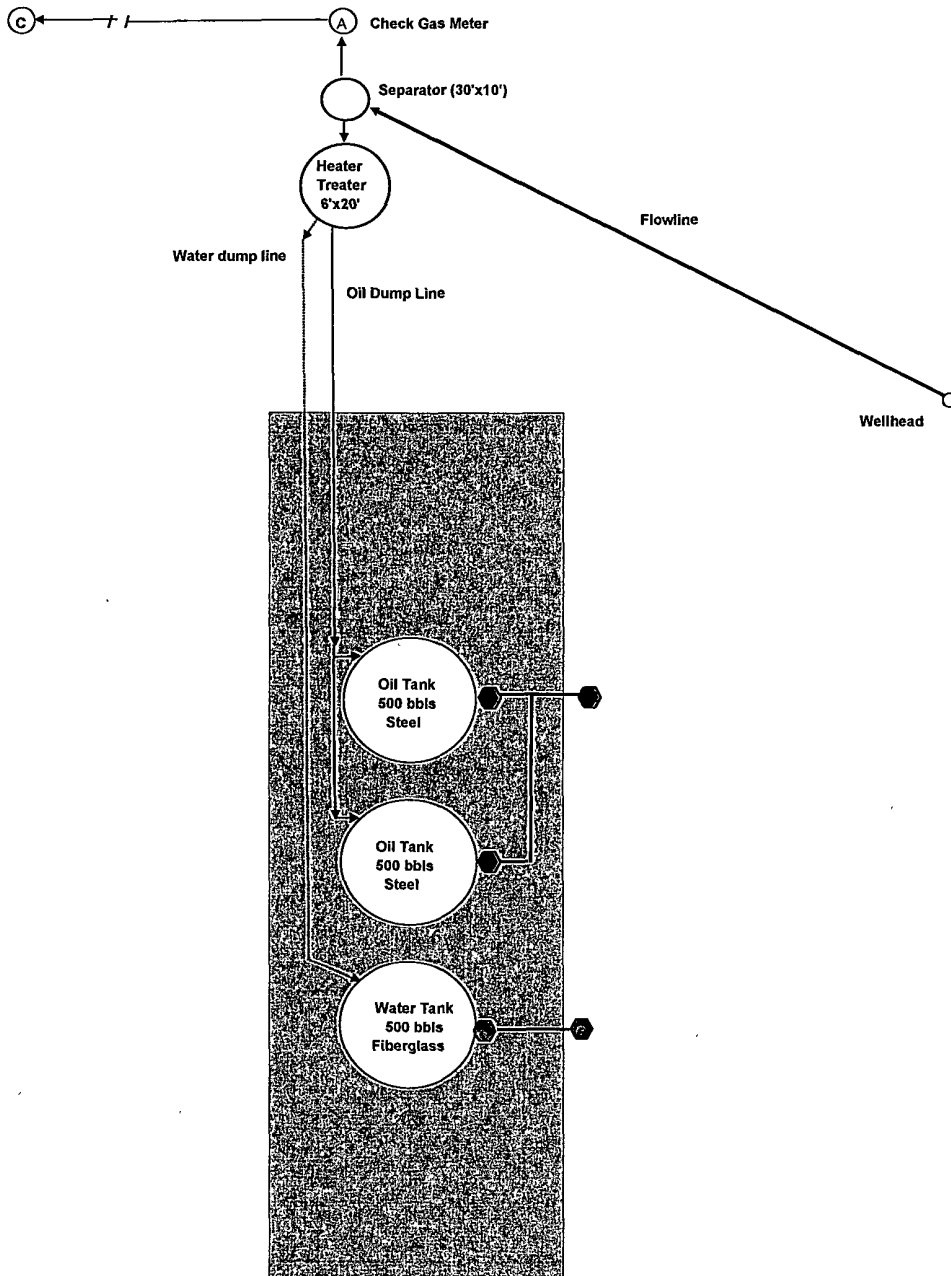 C
A
Check Gas Meter
Separator (30'x10')
Heater
Treater
6'x20'
Flowline
Water dump line
Oil Dump Line
Wellhead
Oil Tank
500 bbls
Steel
Oil Tank
500 bbls
Steel
Water Tank
500 bbls
Fiberglass